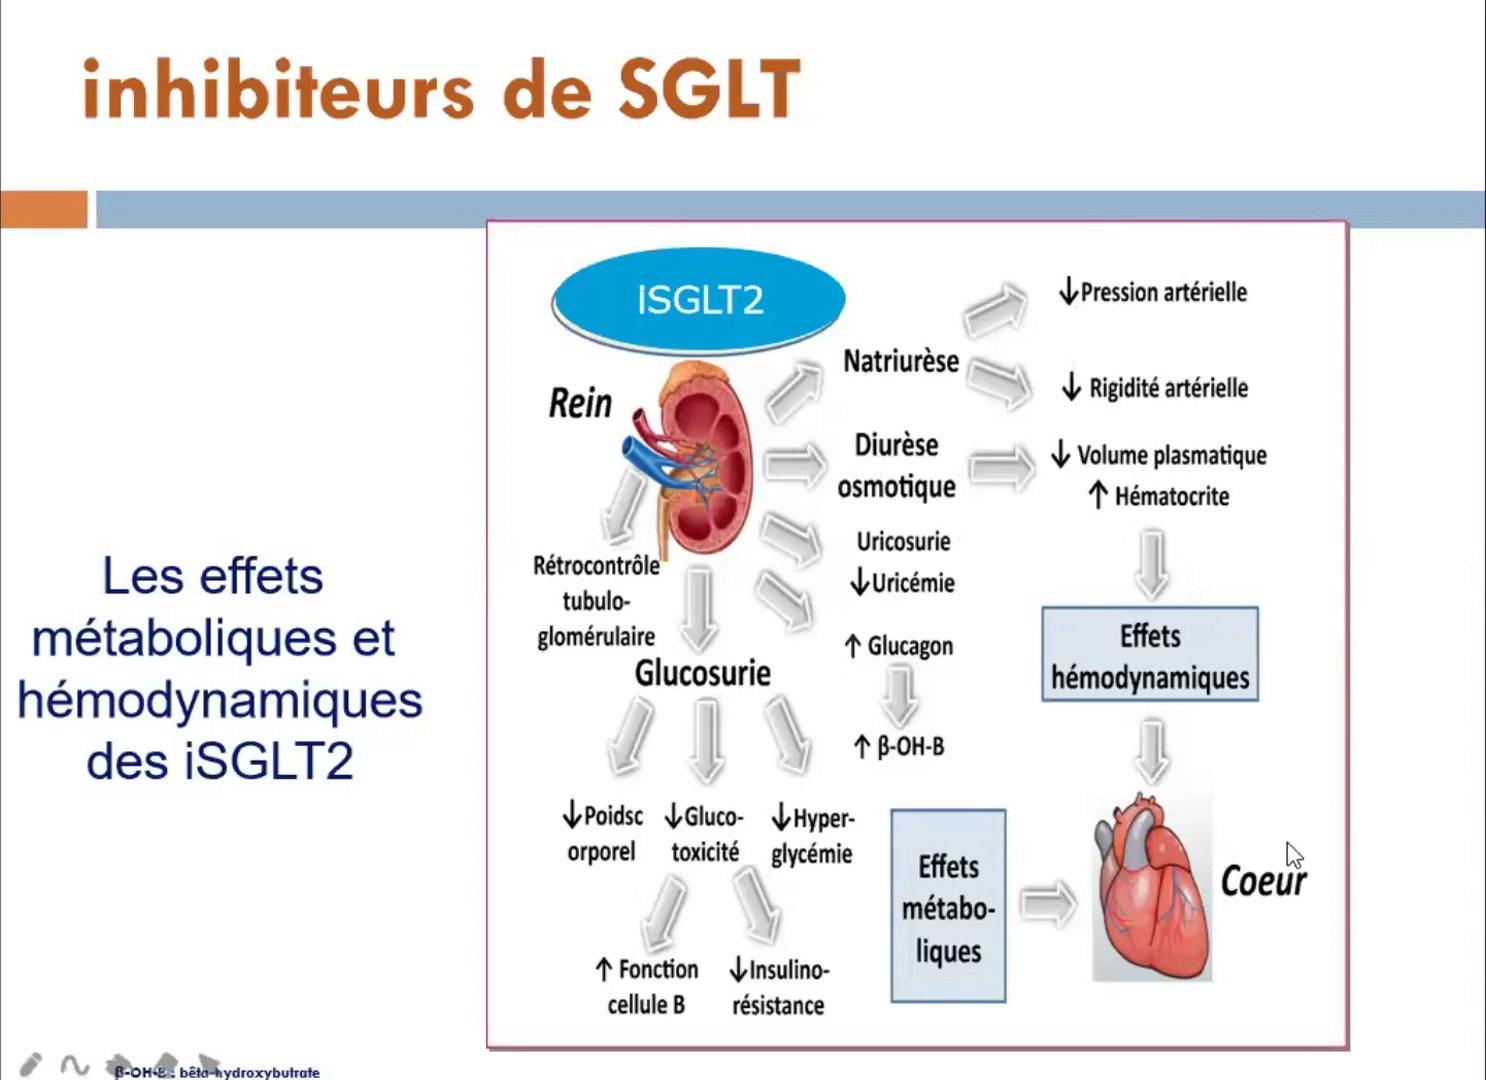 inhibiteurs de SGLT
iSGLT2
Rein
Natriurèse
↓Pression artérielle
↓ Rigidité artérielle
Diurèse
osmotique
↓ Volume plasmatique
↑ Hématocrite
Uricosurie
↓Uricémie
Rétrocontrôle
tubulo-
glomérulaire
Glucosurie
↑ Glucagon
↑ β-OH-B
Effets
hémodynamiques
↓Poidsc
orporel
↓Gluco-
toxicité
↓Hyper-
glycémie
↑ Fonction
cellule B
↓Insulino-
résistance
Effets
métabo-
liques
Coeur
Les effets
métaboliques et
hémodynamiques
des iSGLT2
β-OH-B : bêta-hydroxybutrate